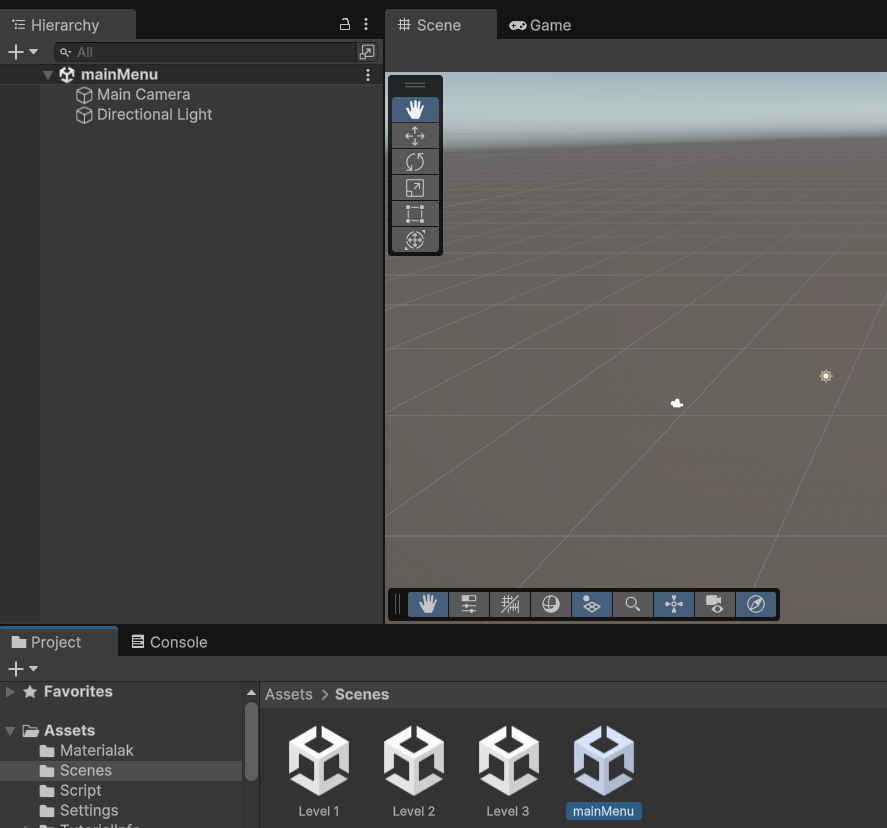 Hierarchy
Scene
Game
All
mainMenu
Main Camera
Directional Light
Project
Console
Favorites
Assets > Scenes
Assets
Materialak
Scenes
Script
Settings
TutorialInfo
Level 1
Level 2
Level 3
mainMenu